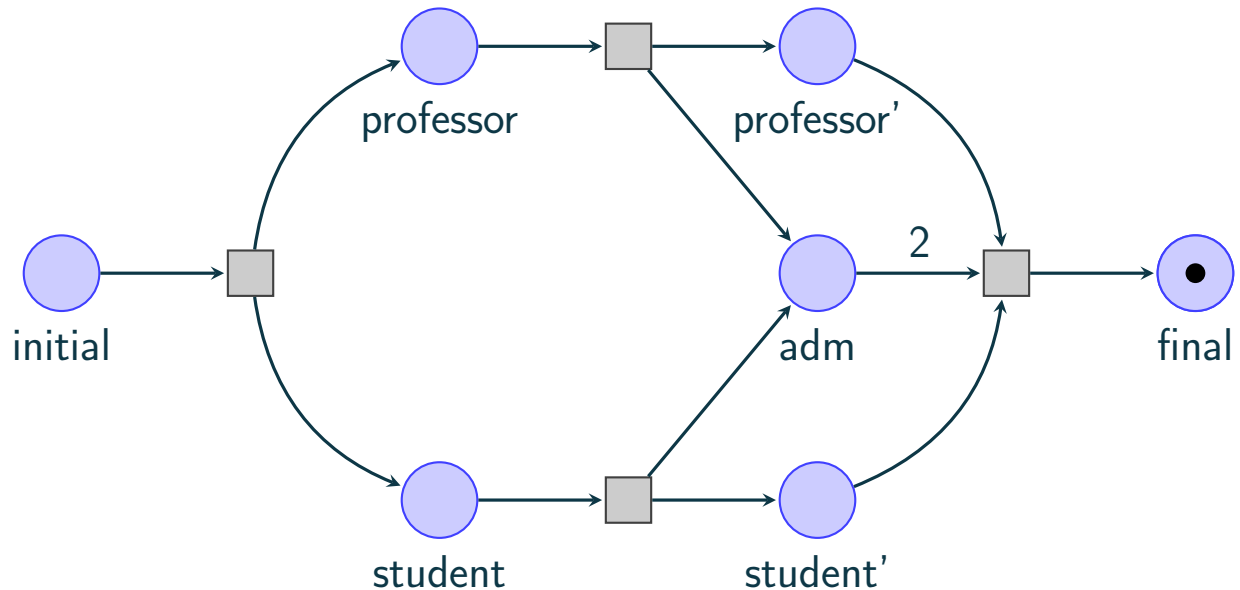 professor
professor'
2
initial
adm
final
student
student'